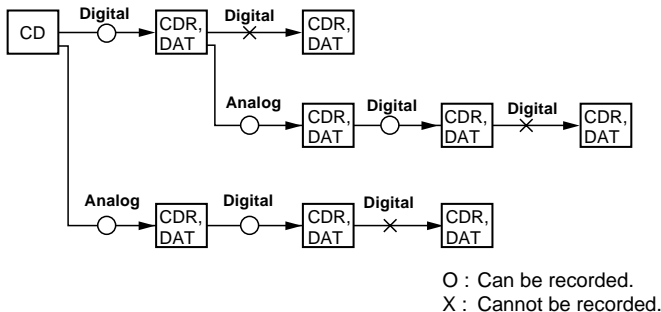 Digital
Digital
CD
CDR,
DAT
CDR,
DAT
Analog
Digital
Digital
CDR,
DAT
CDR,
DAT
CDR,
DAT
Analog
Digital
Digital
CDR,
DAT
CDR,
DAT
CDR,
DAT
O : Can be recorded.
X : Cannot be recorded.